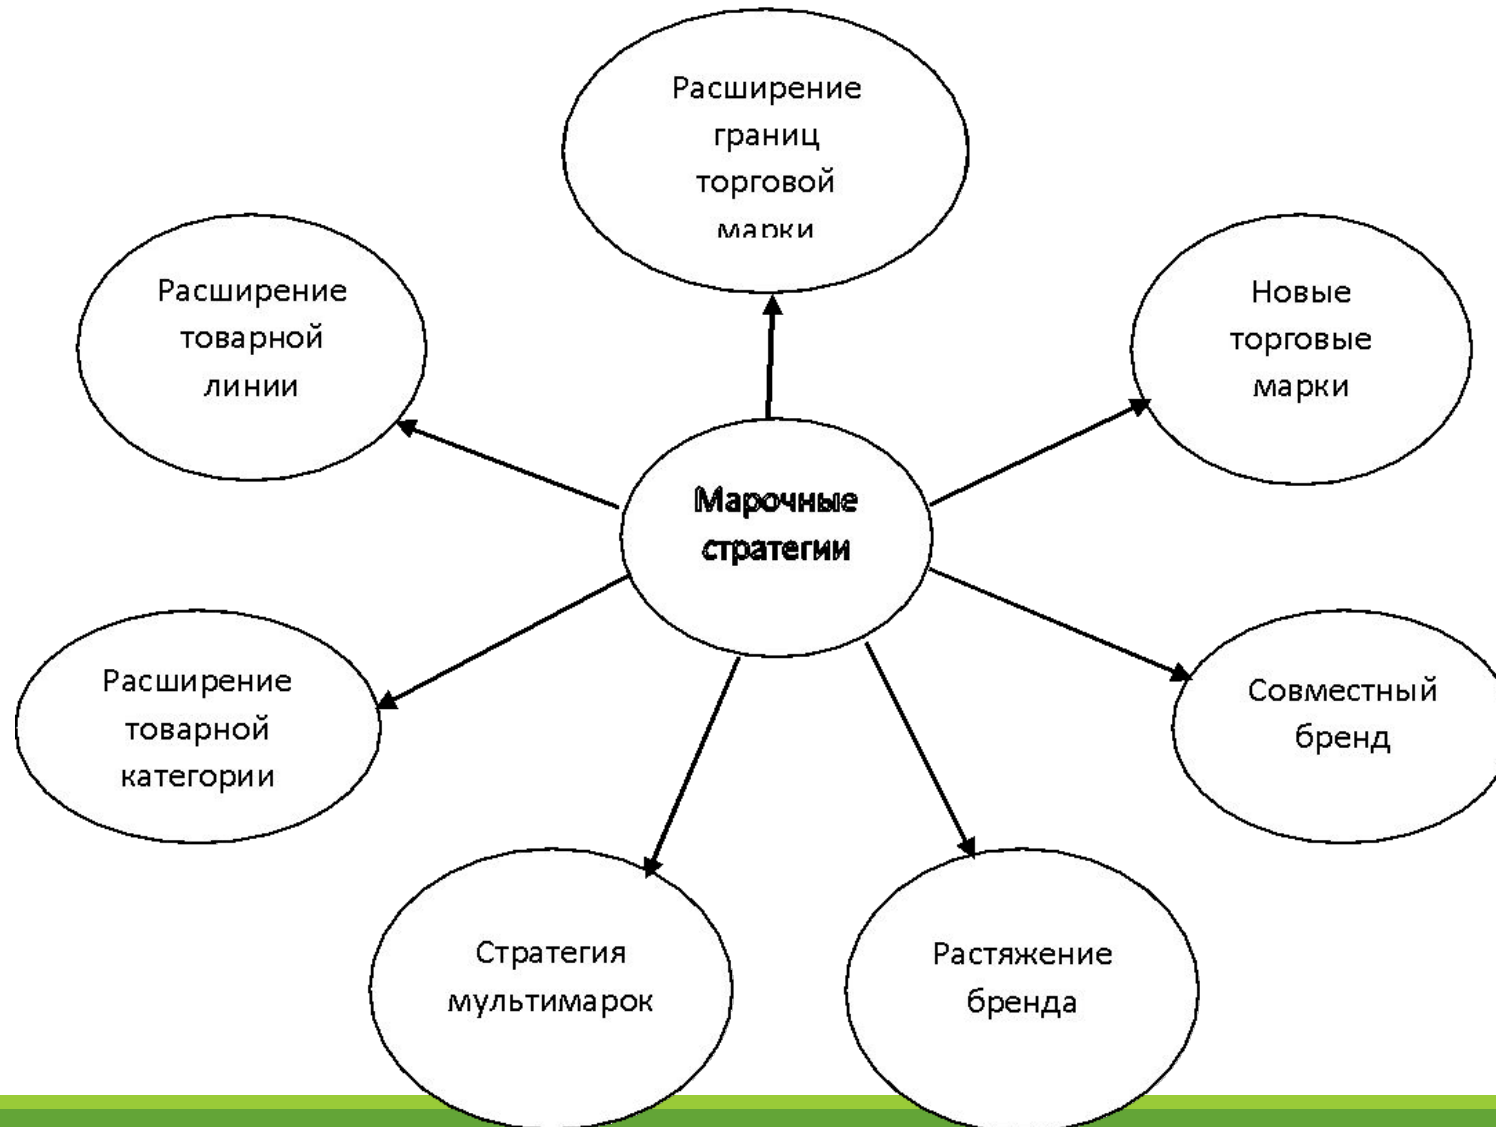 Расширение
границ
торговой
марки
Расширение
товарной
линии
Новые
торговые
марки
Марочные
стратегии
Расширение
товарной
категории
Совместный
бренд
Стратегия
мультимарок
Растяжение
бренда